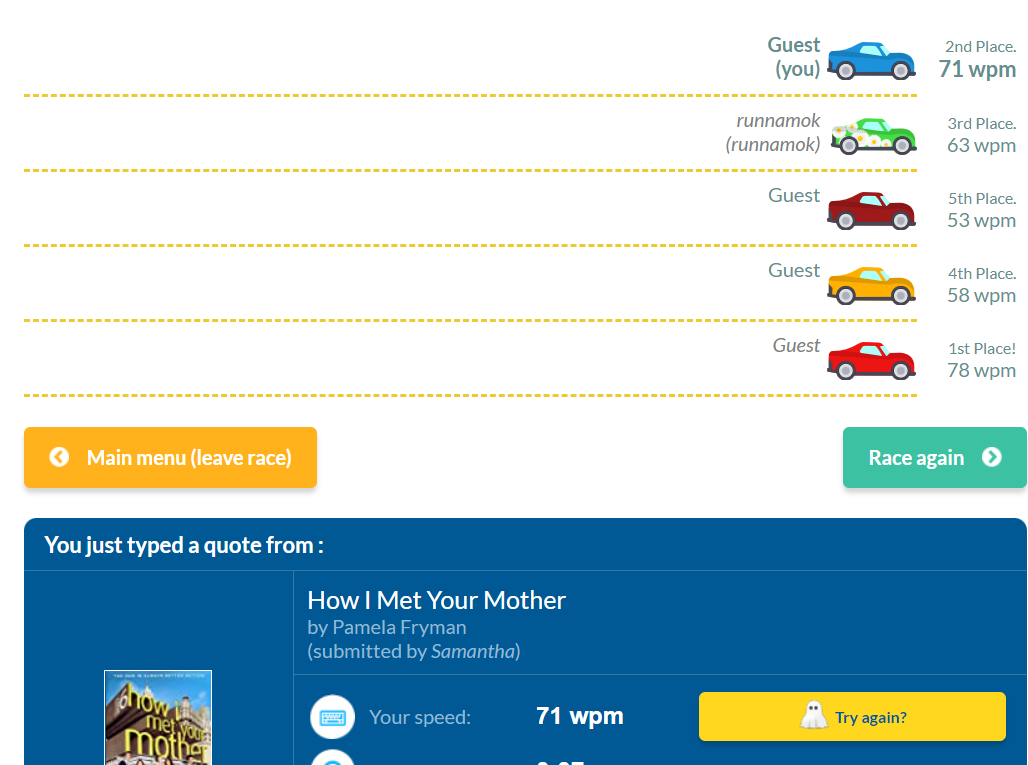 Guest
(you)
2nd Place.
71 wpm
runnamok
(runnamok)
3rd Place.
63 wpm
Guest
5th Place.
53 wpm
Guest
4th Place.
58 wpm
Guest
1st Place!
78 wpm
Main menu (leave race)
Race again
You just typed a quote from :
How I Met Your Mother
by Pamela Fryman
(submitted by Samantha)
how i
met your
mother
Your speed:
71 wpm
Try again?